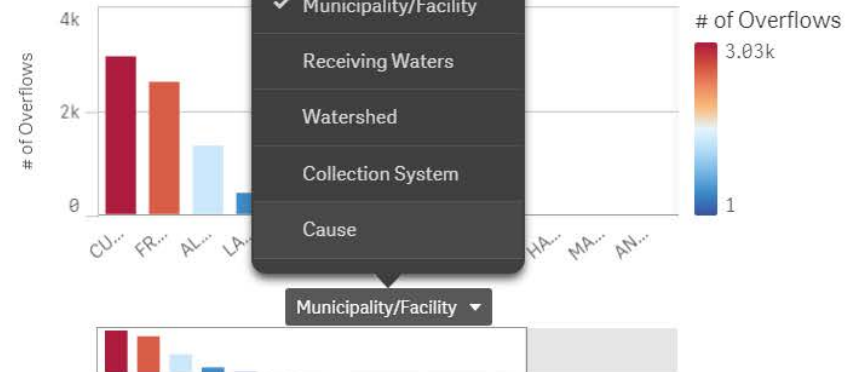 Municipality/Facility
# of Overflows
4k
3.03k
Receiving Waters
# of Overflows
2k
Watershed
Collection System
0
1
Cause
CU...
FR...
AL...
LA...
HA...
MA...
AN...
Municipality/Facility